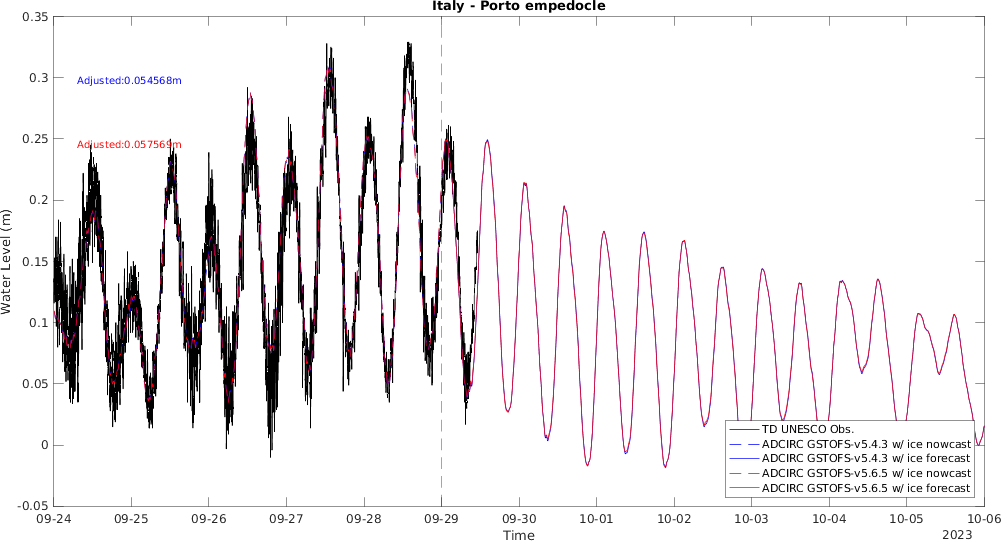 Italy - Porto empedocle
0.35
0.3
0.25
0.2
0.15
0.1
0.05
0
-0.05
Water Level (m)
Adjusted:0.054568m
Adjusted:0.057569m
TD UNESCO Obs.
ADCIRC GSTOFS-v5.4.3 w/ ice nowcast
ADCIRC GSTOFS-v5.4.3 w/ ice forecast
ADCIRC GSTOFS-v5.6.5 w/ ice nowcast
ADCIRC GSTOFS-v5.6.5 w/ ice forecast
09-24 09-25 09-26 09-27 09-28 09-29 09-30 10-01 10-02 10-03 10-04 10-05 10-06
Time
2023